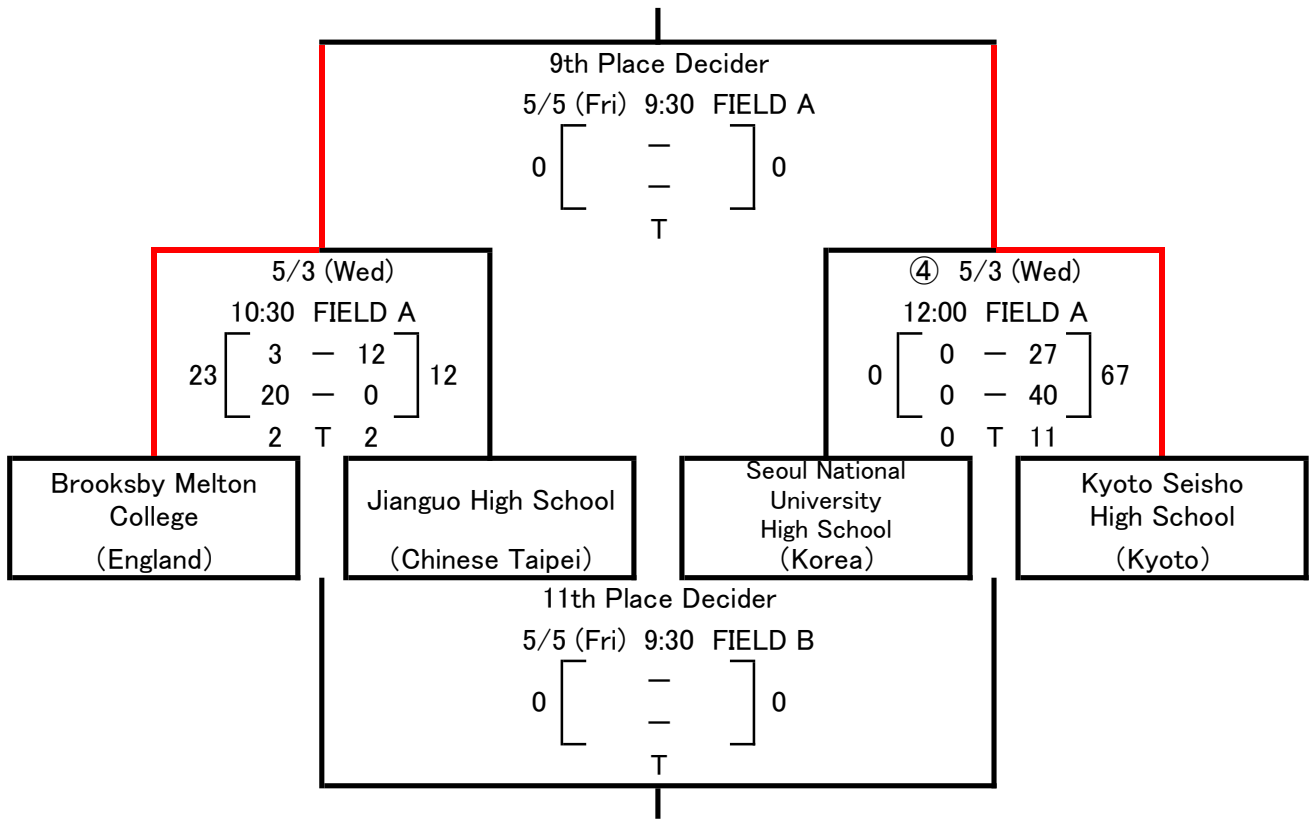 9th Place Decider
5/5 (Fri) 9:30 FIELD A
0 — 0
—
T
5/3 (Wed)
10:30 FIELD A
3 — 12
23 12
20 — 0
2 T 2
④ 5/3 (Wed)
12:00 FIELD A
0 — 27
0 67
0 — 40
0 T 11
Brooksby Melton
College
(England)
Jianguo High School
(Chinese Taipei)
Seoul National
University
High School
(Korea)
Kyoto Seisho
High School
(Kyoto)
11th Place Decider
5/5 (Fri) 9:30 FIELD B
0 — 0
—
T